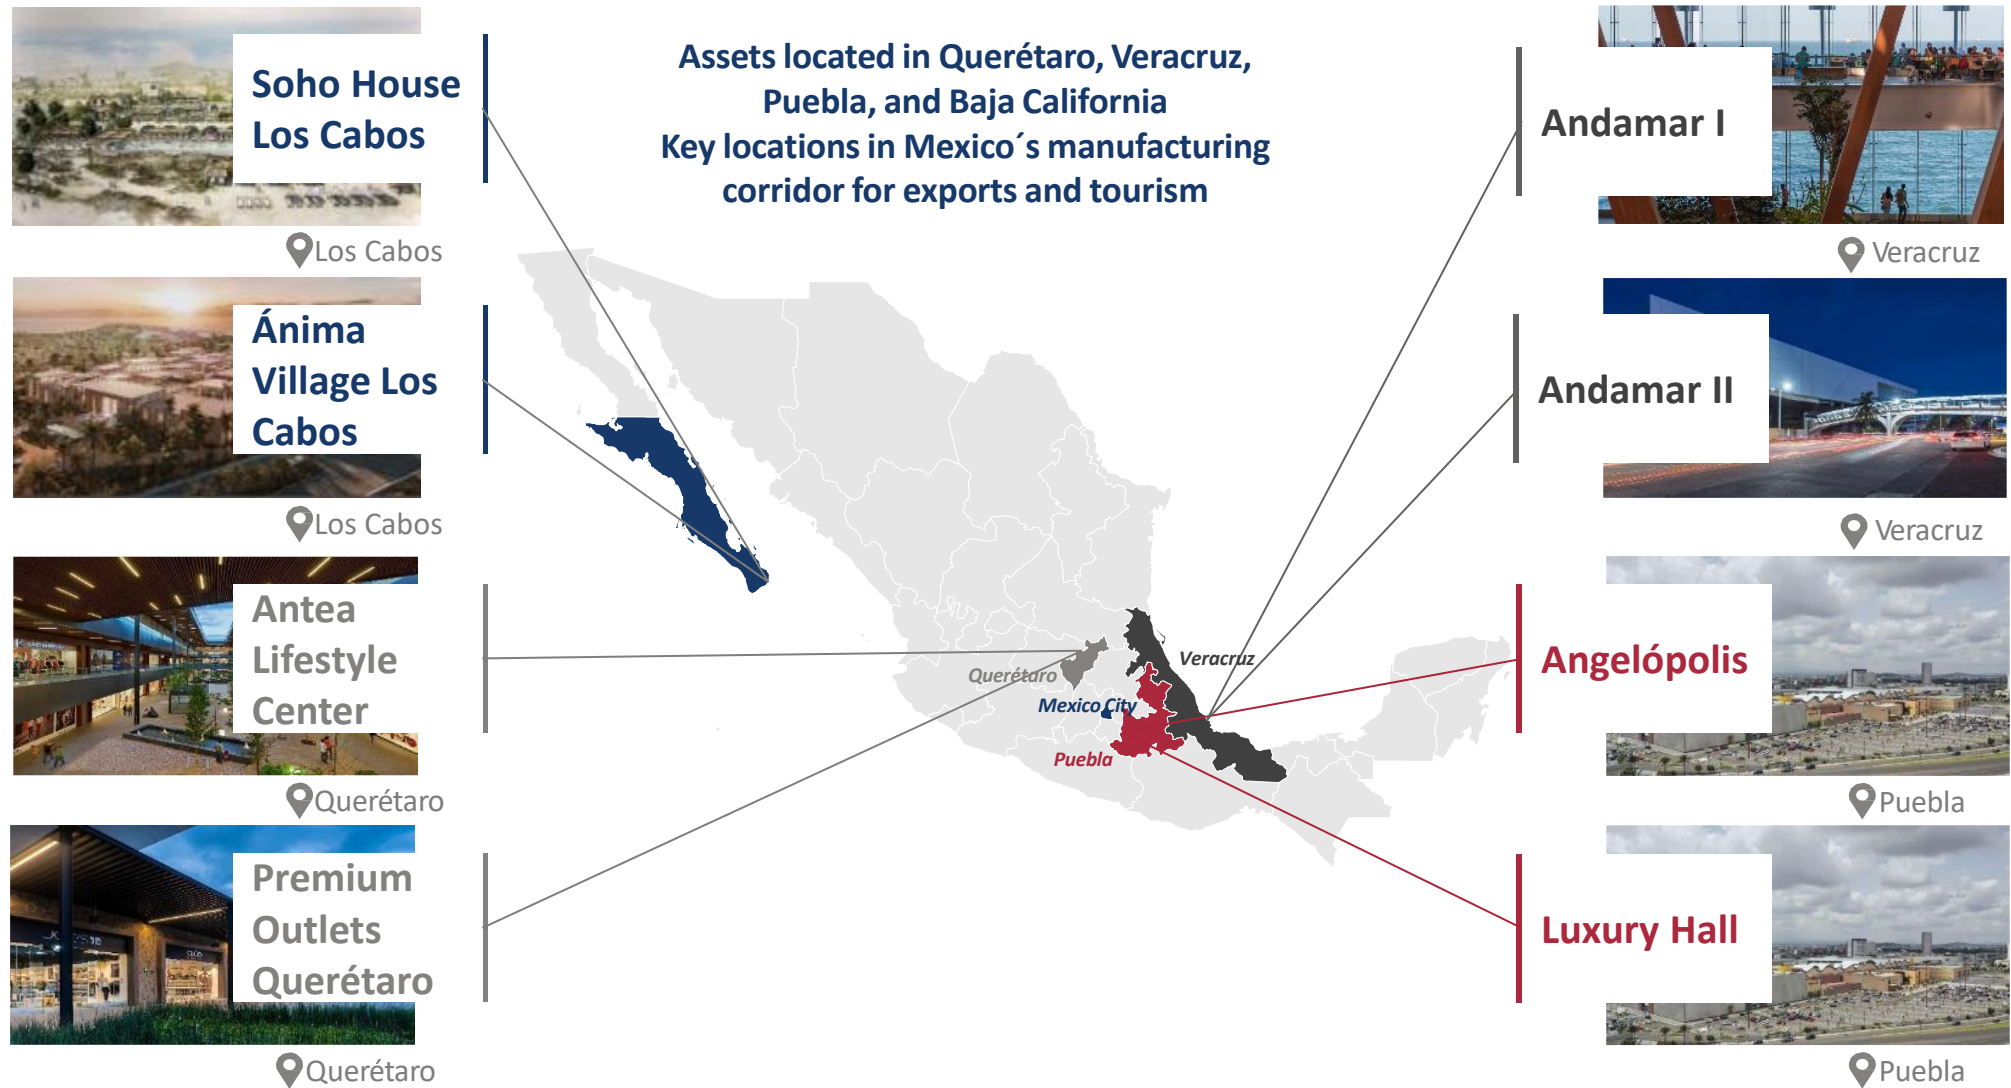 Soho House
Los Cabos
Los Cabos
Ánima
Village Los
Cabos
Los Cabos
Antea
Lifestyle
Center
Querétaro
Premium
Outlets
Querétaro
Querétaro
Assets located in Querétaro, Veracruz,
Puebla, and Baja California
Key locations in Mexico´s manufacturing
corridor for exports and tourism
Querétaro
Mexico City
Puebla
Veracruz
Andamar I
Veracruz
Andamar II
Veracruz
Angelópolis
Puebla
Luxury Hall
Puebla